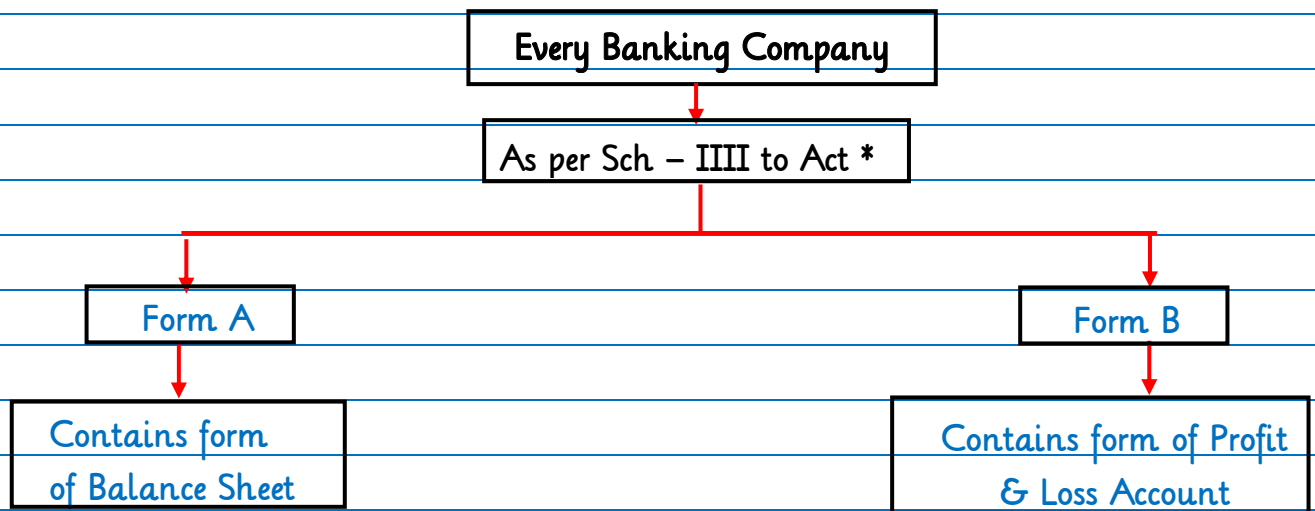 Every Banking Company
As per Sch – IIII to Act *
Form A
Form B
Contains form
of Balance Sheet
Contains form of Profit
& Loss Account